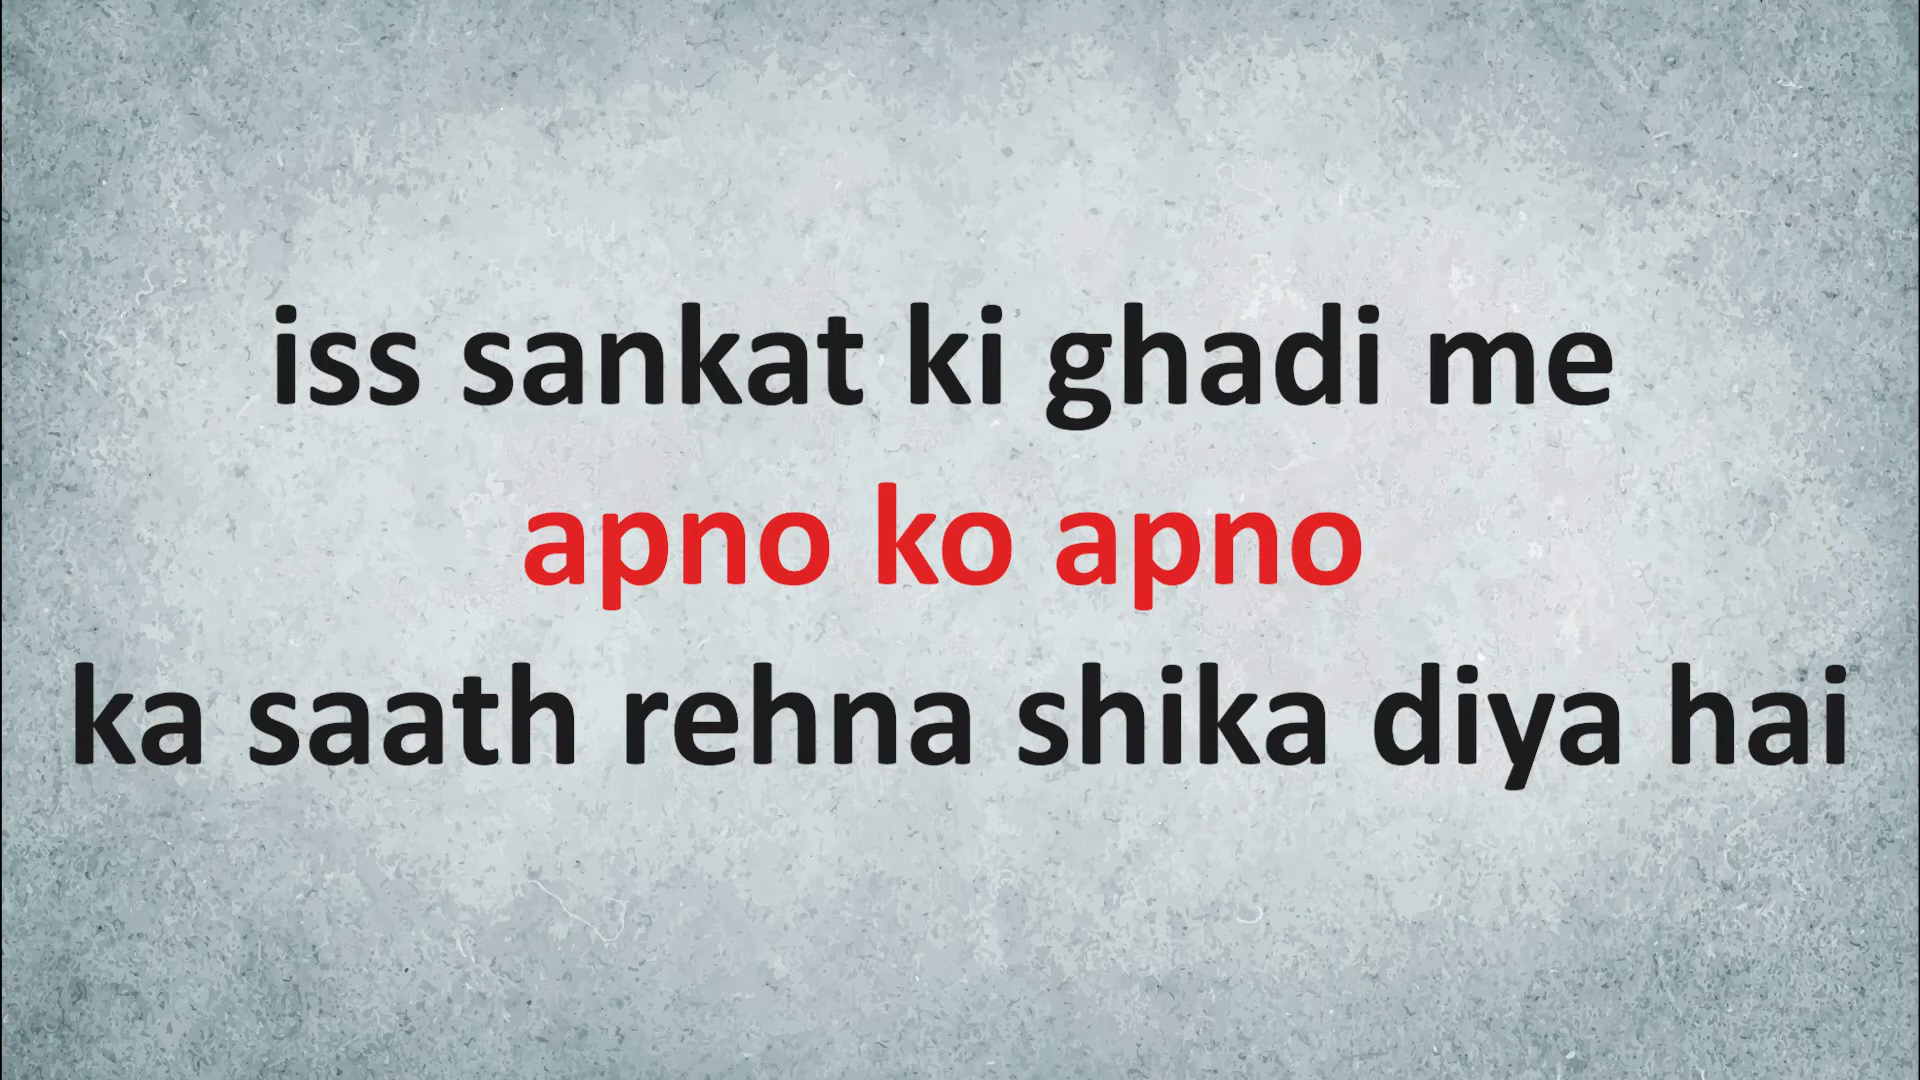 iss sankat ki ghadi me
apno ko apno
ka saath rehna shika diya hai